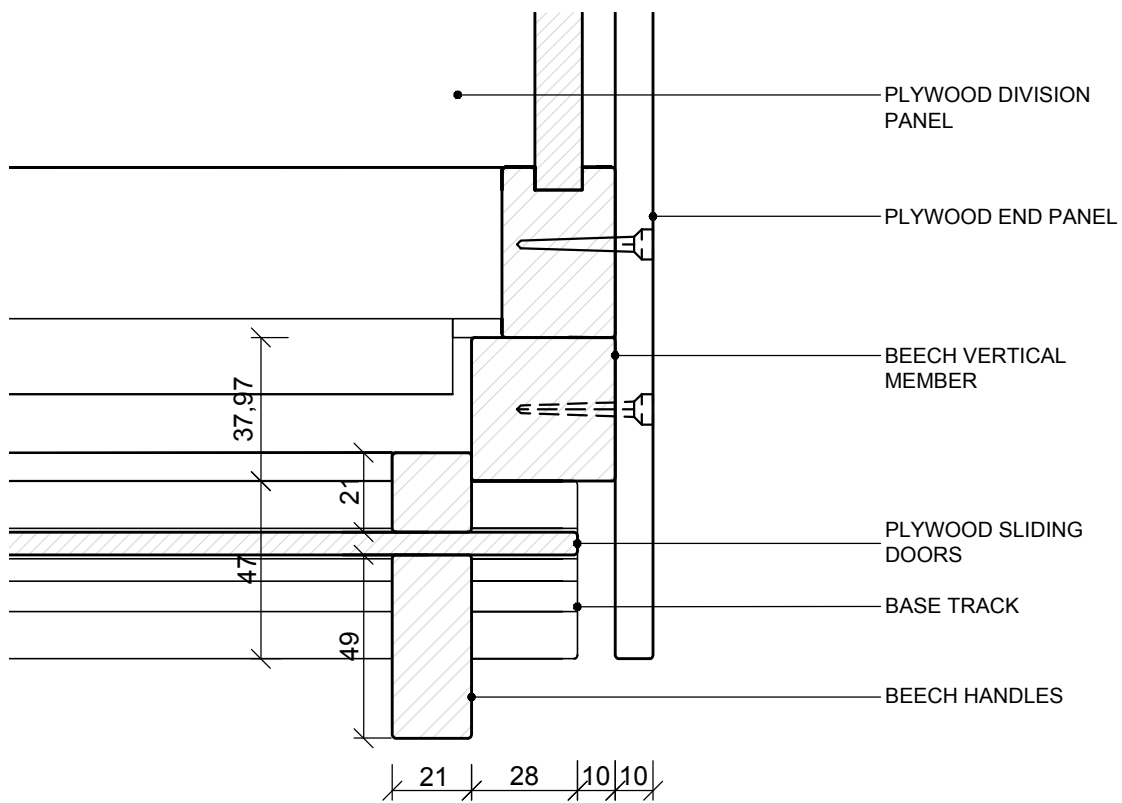 PLYWOOD DIVISION
PANEL
PLYWOOD END PANEL
BEECH VERTICAL
MEMBER
37,97
21
PLYWOOD SLIDING
DOORS
47
BASE TRACK
49
BEECH HANDLES
21 28 10 10